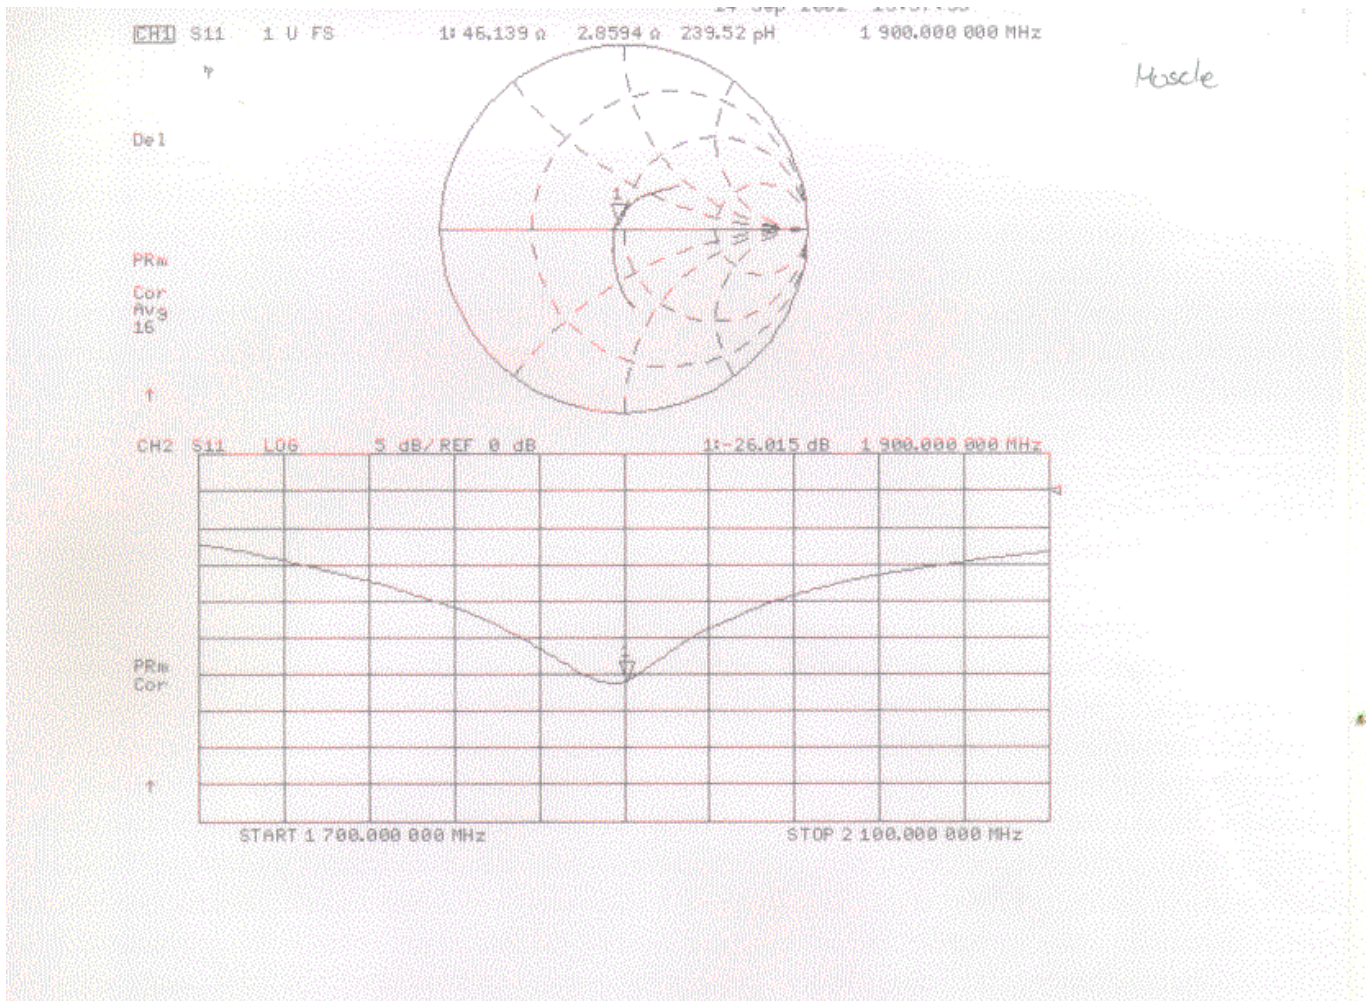 CH1 S11 1 U FS 1: 46.139 Ω 2.8594 Ω 239.52 pH 1 900.000 000 MHz
Muscle
Del
1
PRm
Cor
Avg
16
↑
CH2 S11 LOG 5 dB/ REF 0 dB 1:-26.015 dB 1 900.000 000 MHz
1
PRm
Cor
↑
START 1 700.000 000 MHz STOP 2 100.000 000 MHz